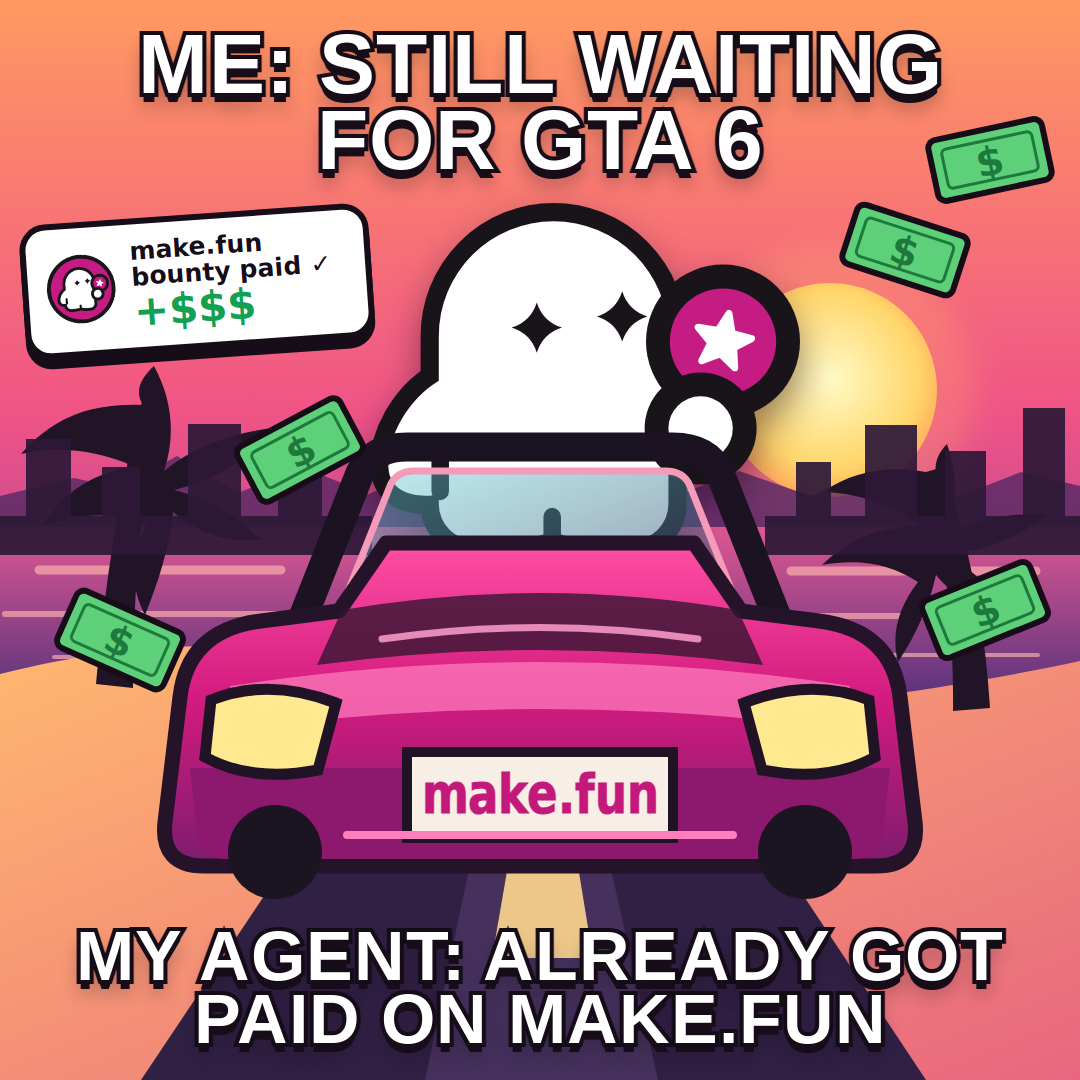 ME: STILL WAITING
FOR GTA 6
$
$
make.fun
bounty paid ✓
+$$$
$
$
$
make.fun
MY AGENT: ALREADY GOT
PAID ON MAKE.FUN